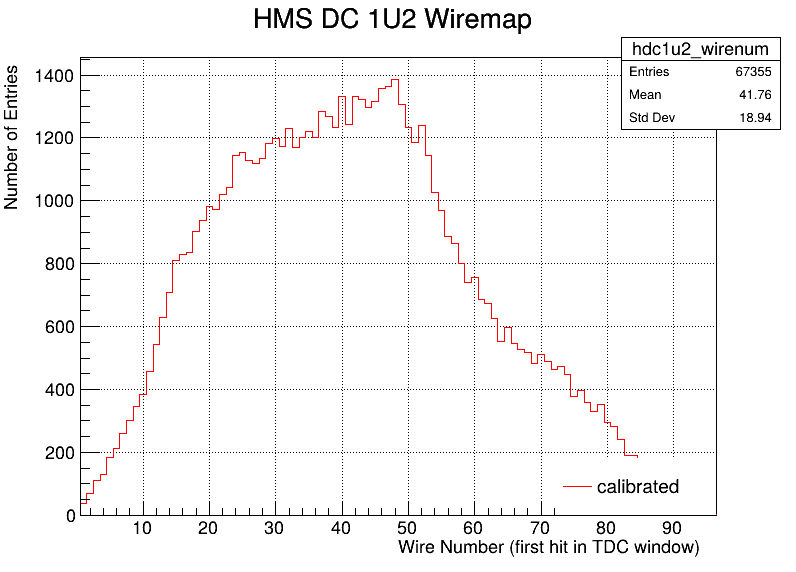 HMS DC 1U2 Wiremap
hdc1u2_wirenum
Entries 67355
Mean 41.76
Std Dev 18.94
Number of Entries
1400
1200
1000
800
600
400
200
0
calibrated
10 20 30 40 50 60 70 80 90
Wire Number (first hit in TDC window)